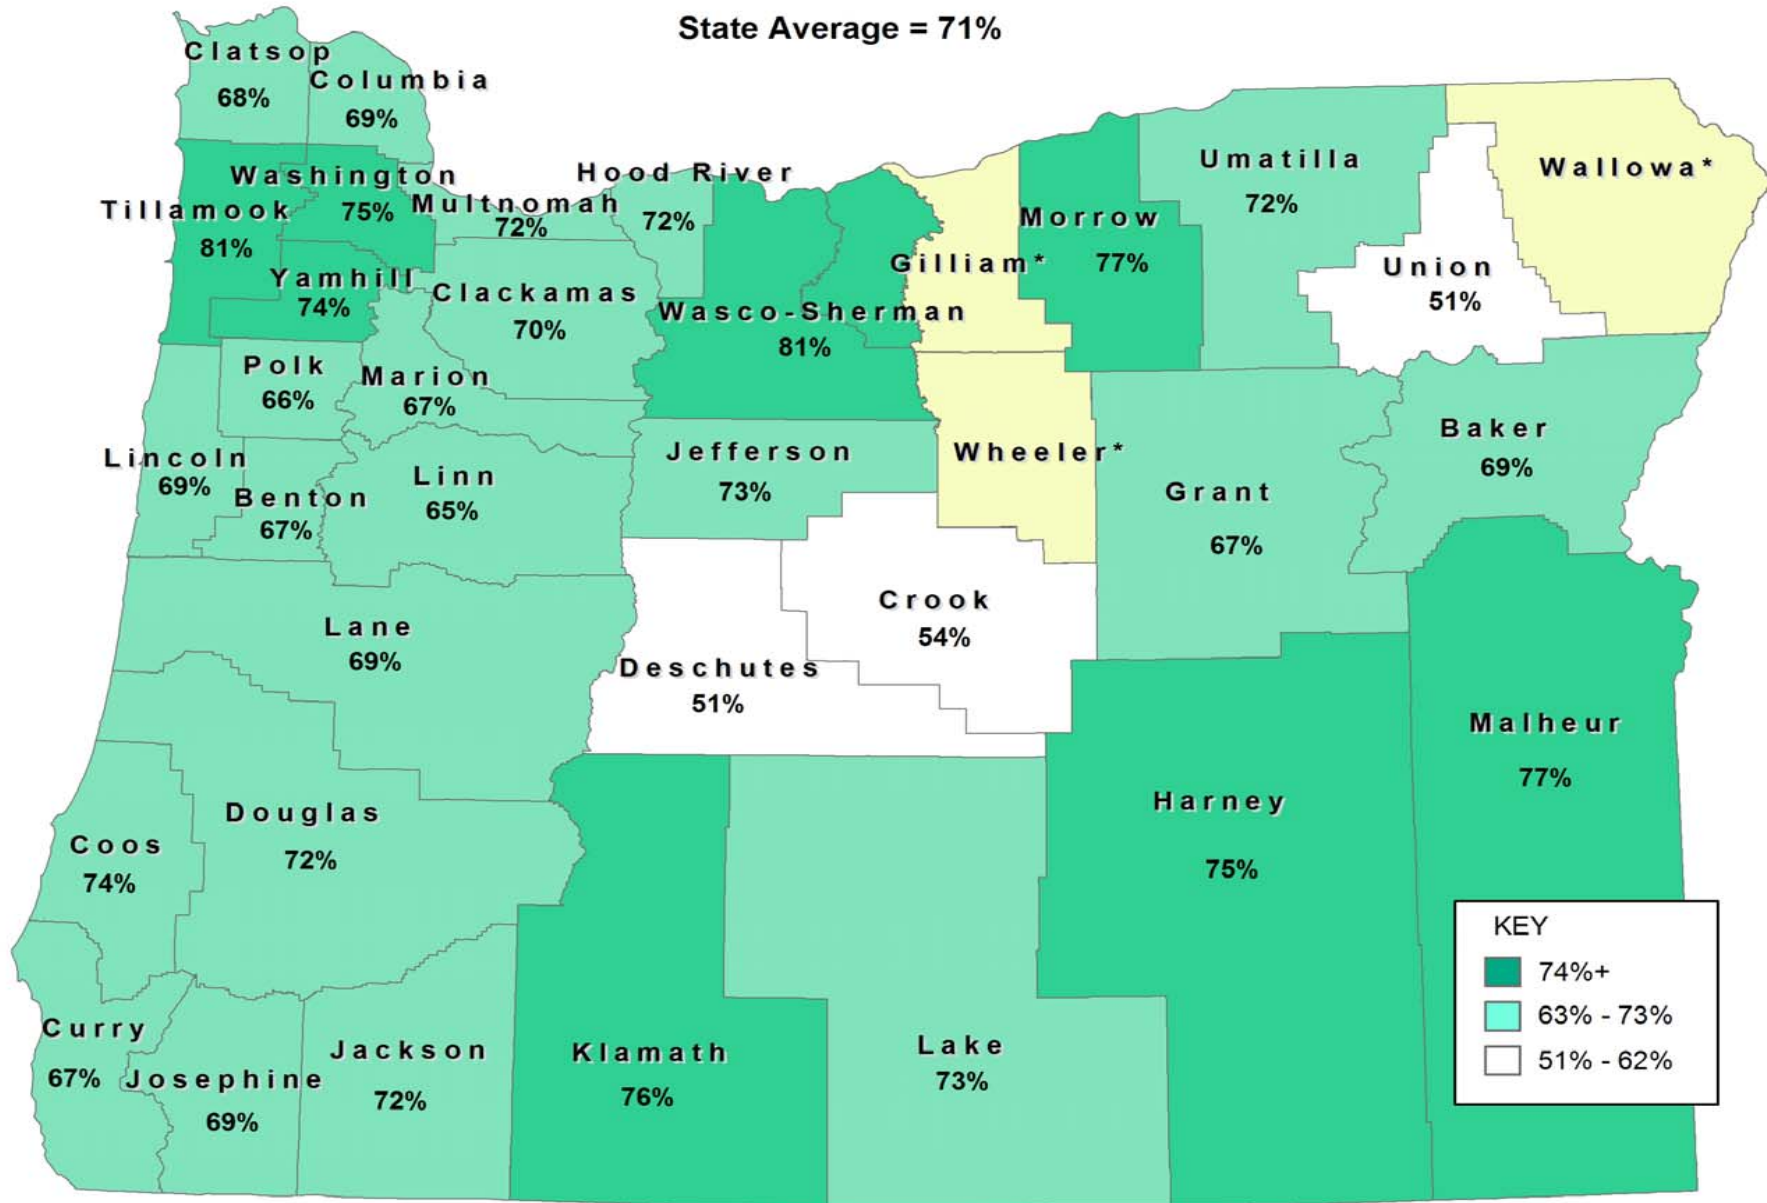 State Average = 71%
Clatsop
68%
Columbia
69%
Washington
75%
Tillamook
81%
Multnomah
72%
Hood River
72%
Yamhill
74%
Clackamas
70%
Wasco-Sherman
81%
Gilliam*
Morrow
77%
Umatilla
72%
Union
51%
Wallowa*
Polk
66%
Marion
67%
Lincoln
69%
Benton
67%
Linn
65%
Jefferson
73%
Wheeler*
Grant
67%
Baker
69%
Lane
69%
Deschutes
51%
Crook
54%
Coos
74%
Douglas
72%
Harney
75%
Malheur
77%
Curry
67%
Josephine
69%
Jackson
72%
Klamath
76%
Lake
73%
KEY
74%+
63% - 73%
51% - 62%